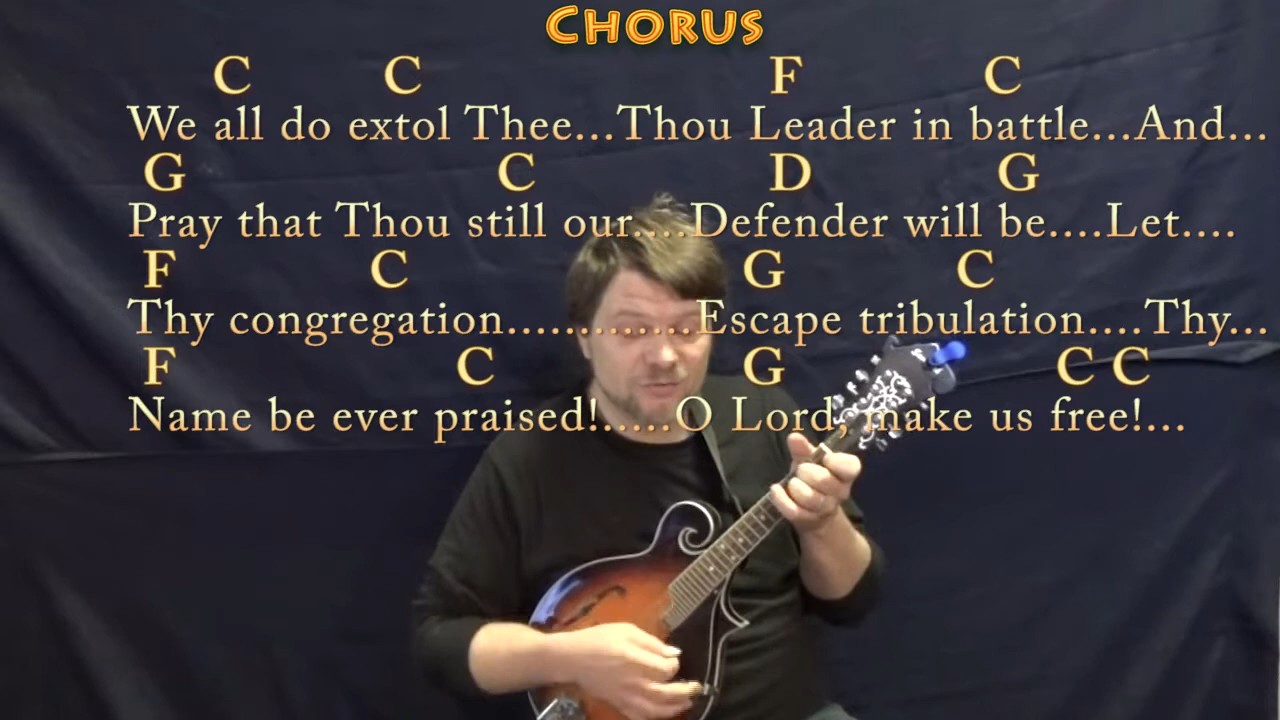 CHORUS
C C F C
We all do extol Thee...Thou Leader in battle...And...
G C D G
Pray that Thou still our....Defender will be....Let....
F C G C
Thy congregation.............Escape tribulation....Thy...
F C G C C
Name be ever praised!.....O Lord, make us free!...